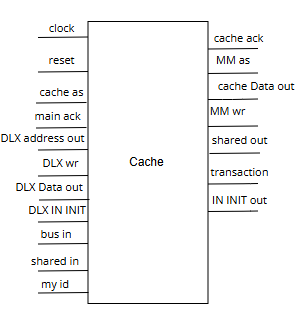 clock
reset
cache as
main ack
DLX address out
DLX wr
DLX Data out
DLX IN INIT
bus in
shared in
my id
Cache
cache ack
MM as
cache Data out
MM wr
shared out
transaction
IN INIT out